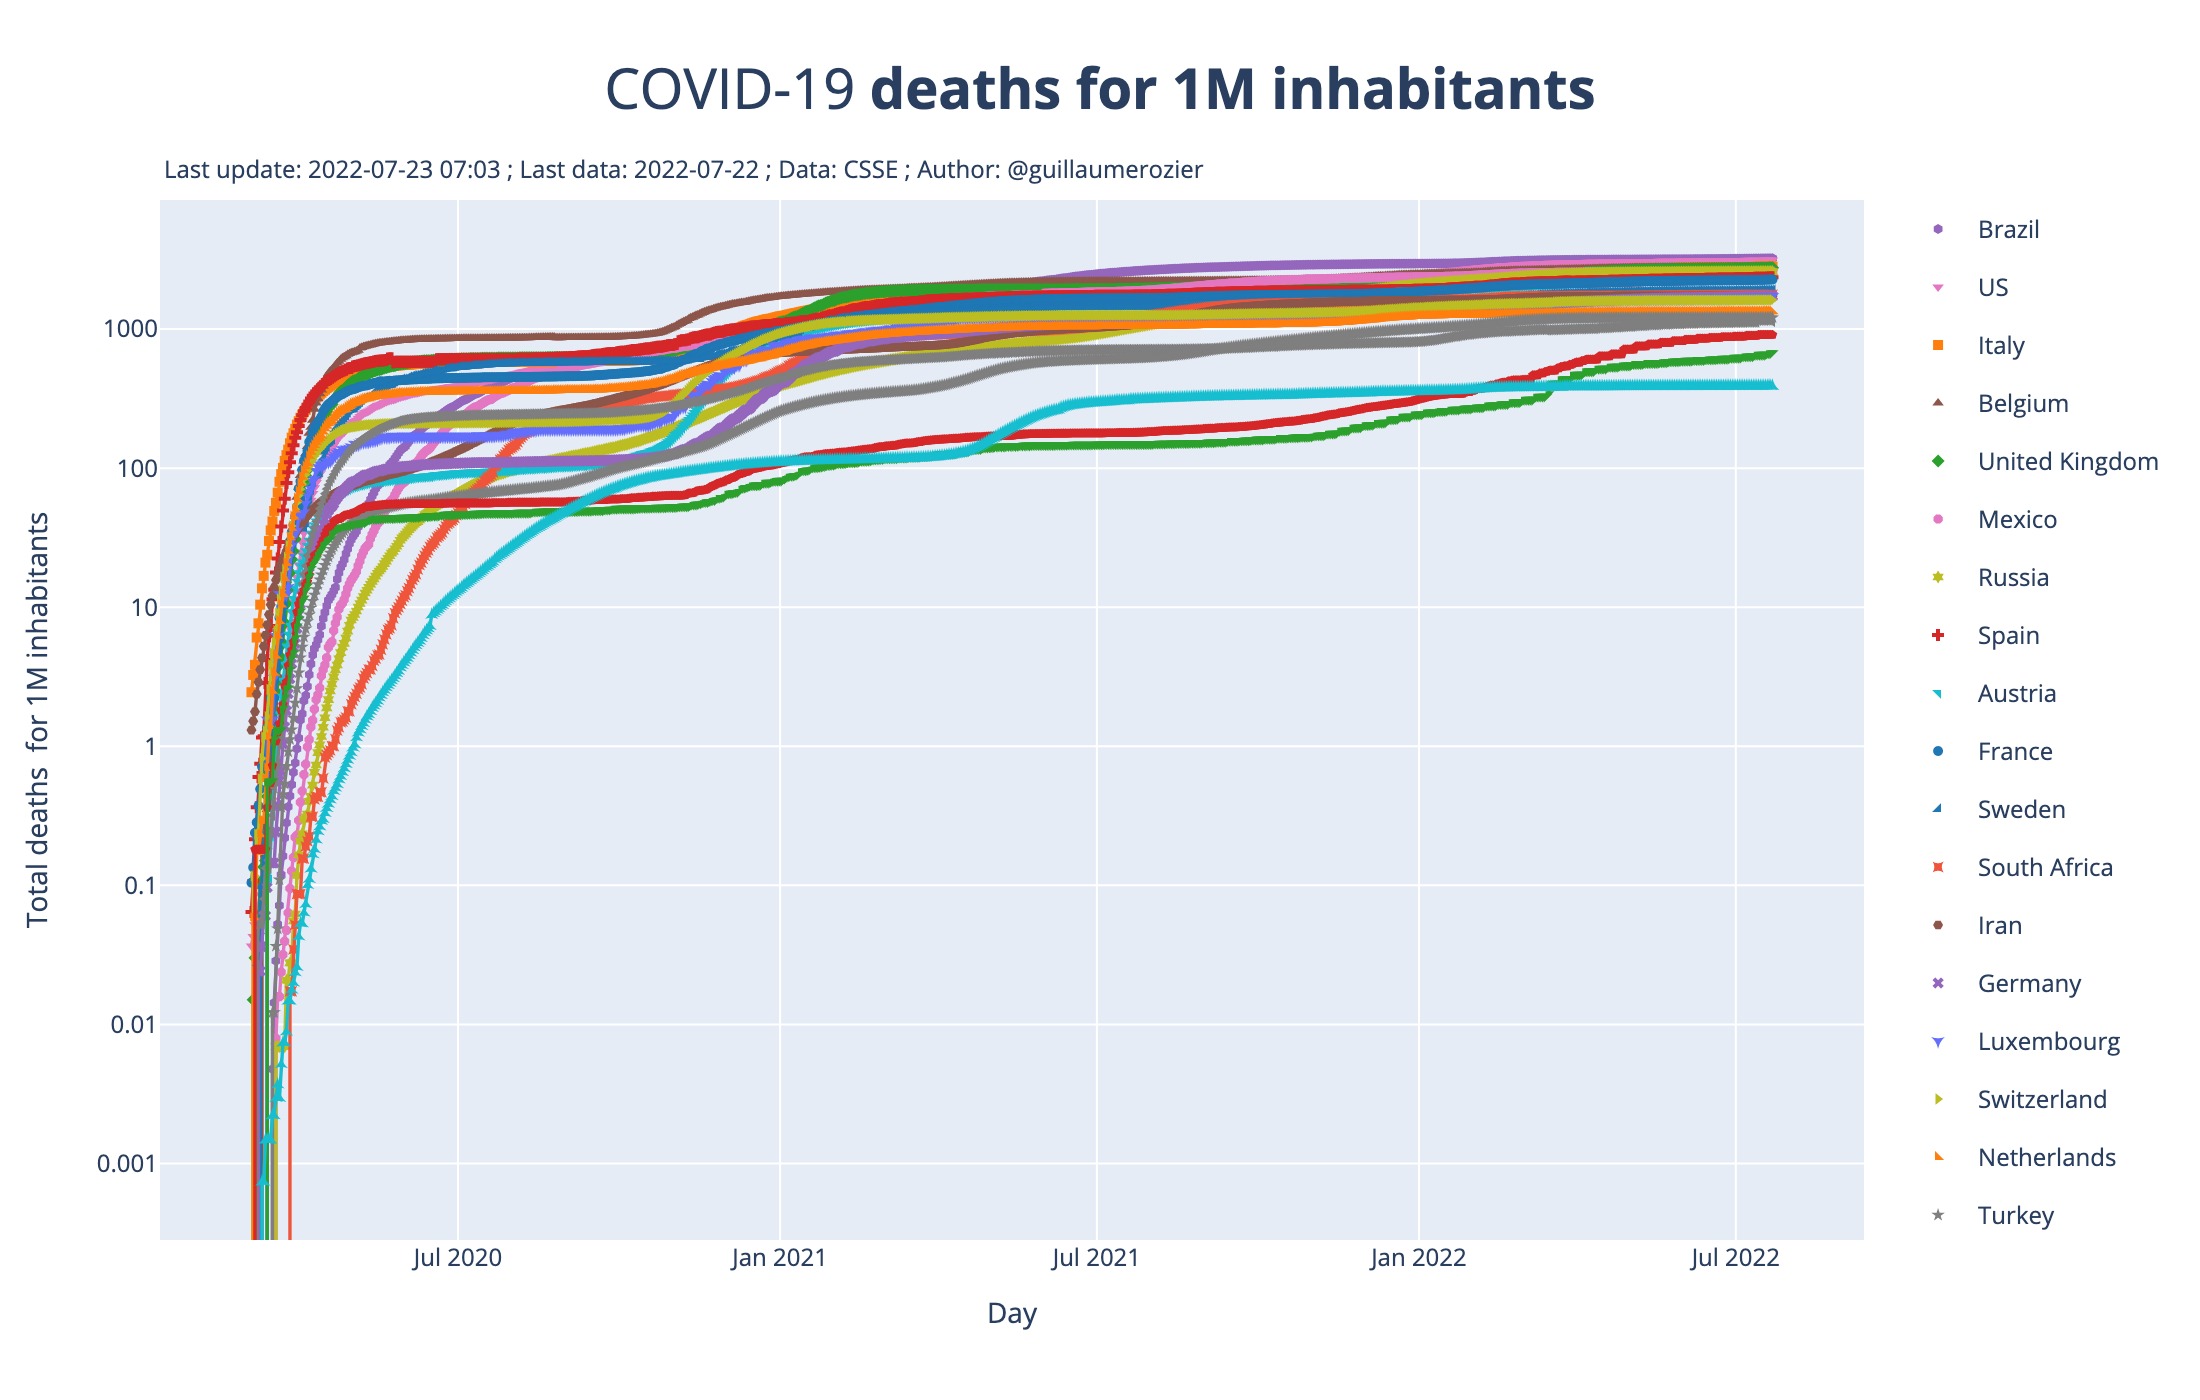 COVID-19 deaths for 1M inhabitants
Last update: 2022-07-23 07:03 ; Last data: 2022-07-22 ; Data: CSSE ; Author: @guillaumerozier
Total deaths for 1M inhabitants
1000
100
10
1
0.1
0.01
0.001
Jul 2020
Jan 2021
Jul 2021
Jan 2022
Jul 2022
Day
Brazil
US
Italy
Belgium
United Kingdom
Mexico
Russia
Spain
Austria
France
Sweden
South Africa
Iran
Germany
Luxembourg
Switzerland
Netherlands
Turkey